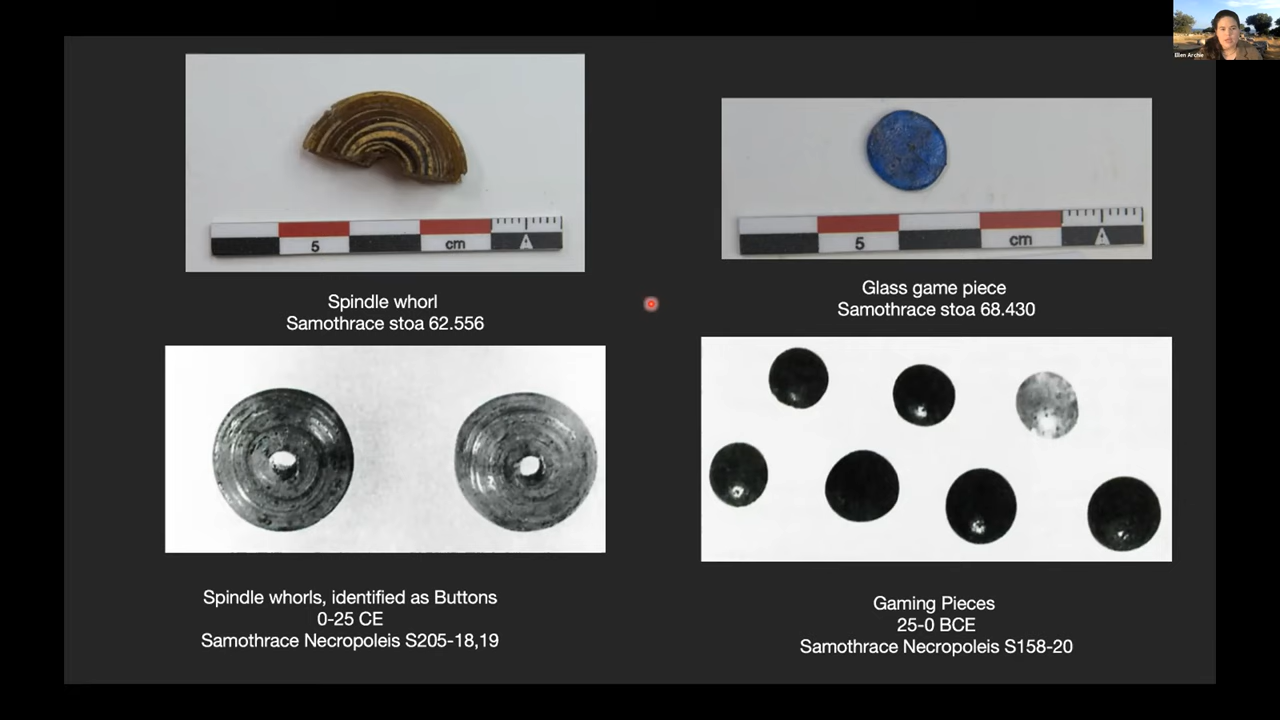 Ellen Archie
5 cm
Spindle whorl
Samothrace stoa 62.556
5 cm
Glass game piece
Samothrace stoa 68.430
Spindle whorls, identified as Buttons
0-25 CE
Samothrace Necropoleis S205-18,19
Gaming Pieces
25-0 BCE
Samothrace Necropoleis S158-20